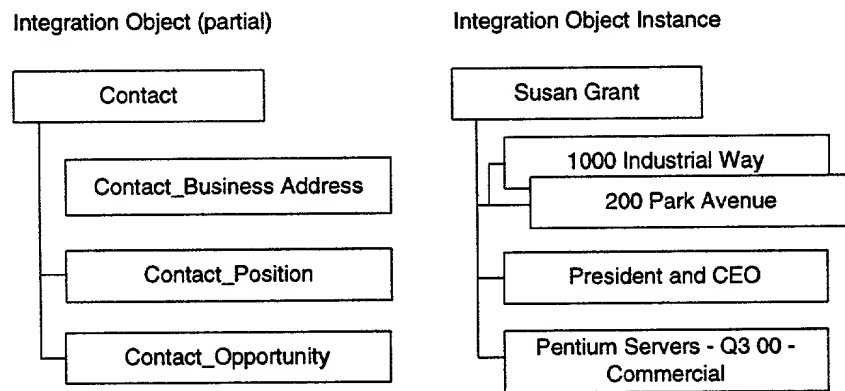 Integration Object (partial)
Contact
Contact_Business Address
Contact_Position
Contact_Opportunity
Integration Object Instance
Susan Grant
1000 Industrial Way
200 Park Avenue
President and CEO
Pentium Servers - Q3 00 -
Commercial